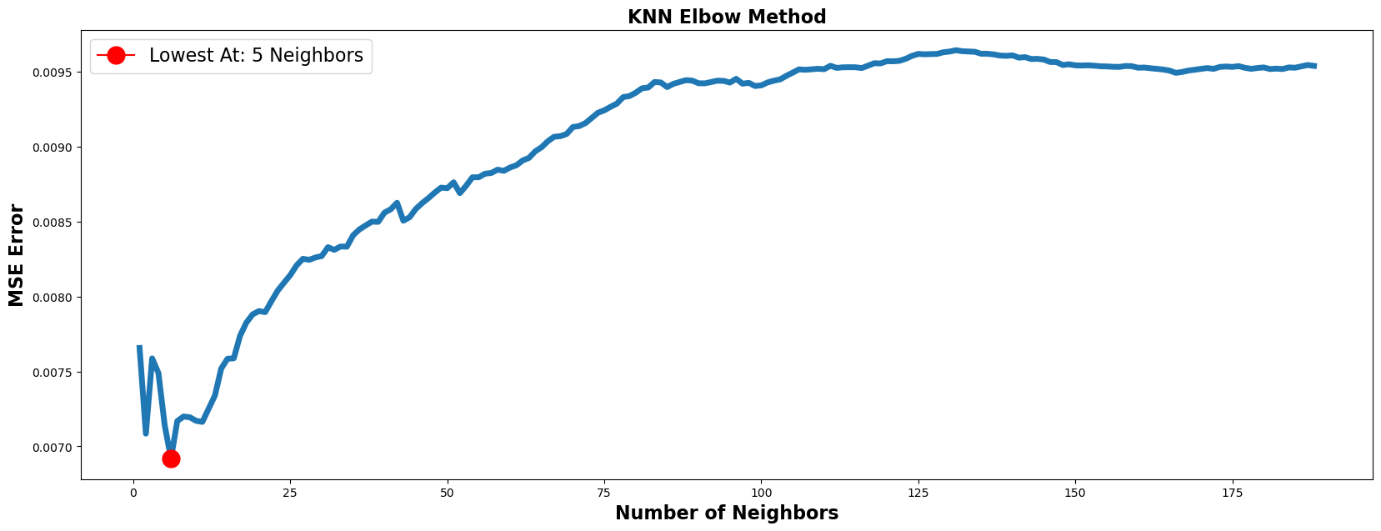 KNN Elbow Method
Lowest At: 5 Neighbors
MSE Error
0.0095
0.0090
0.0085
0.0080
0.0075
0.0070
0 25 50 75 100 125 150 175
Number of Neighbors